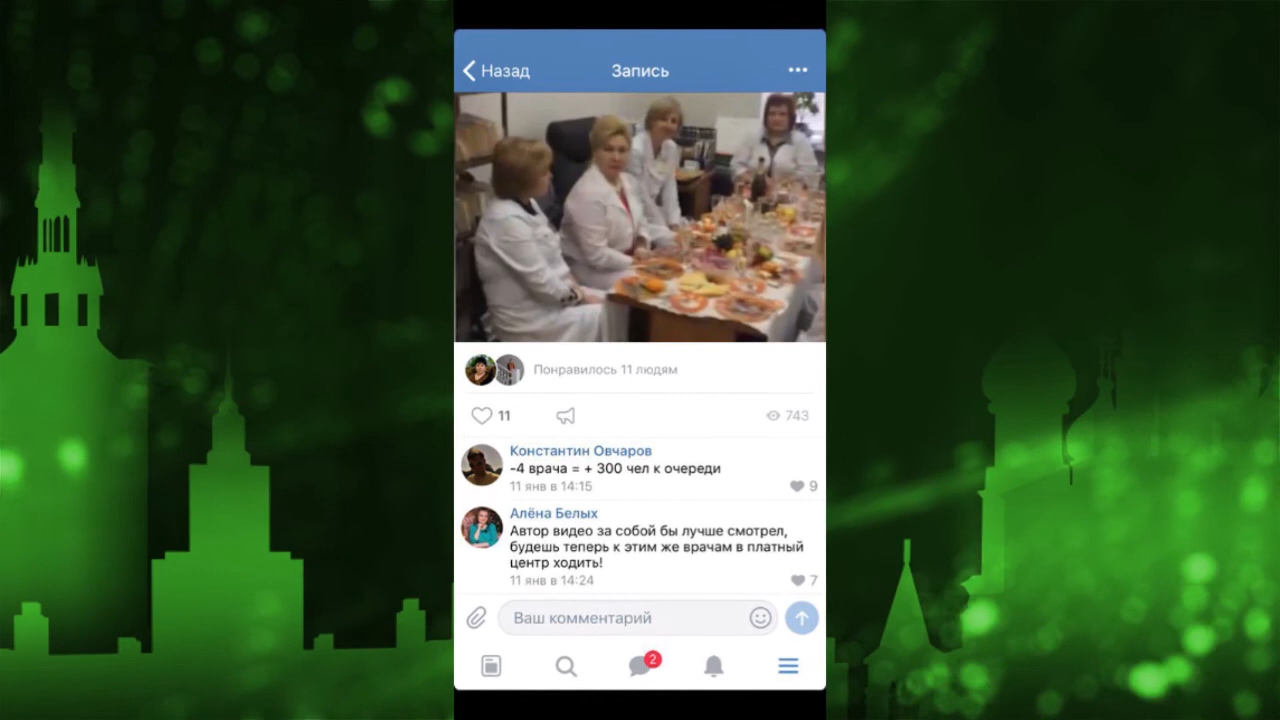 Назад
Запись
Понравилось 11 людям
11
743
Константин Овчаров
-4 врача = + 300 чел к очереди
11 янв в 14:15
9
Алёна Белых
Автор видео за собой бы лучше смотрел,
будешь теперь к этим же врачам в платный
центр ходить!
11 янв в 14:24
7
Ваш комментарий
2